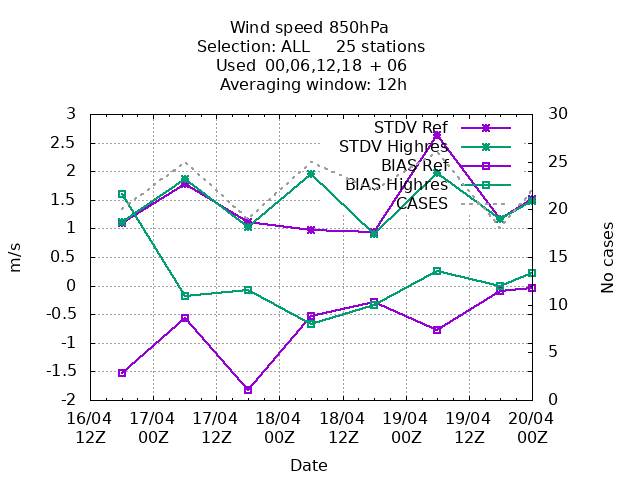 Wind speed 850hPa
Selection: ALL 25 stations
Used 00,06,12,18 + 06
Averaging window: 12h
STDV Ref
STDV Highres
BIAS Ref
BIAS Highres
CASES
3
2.5
2
1.5
1
0.5
0
-0.5
-1
-1.5
-2
m/s
30
25
20
15
10
5
0
No cases
16/04 17/04 17/04 18/04 18/04 19/04 19/04 20/04
12Z 00Z 12Z 00Z 12Z 00Z 12Z 00Z
Date